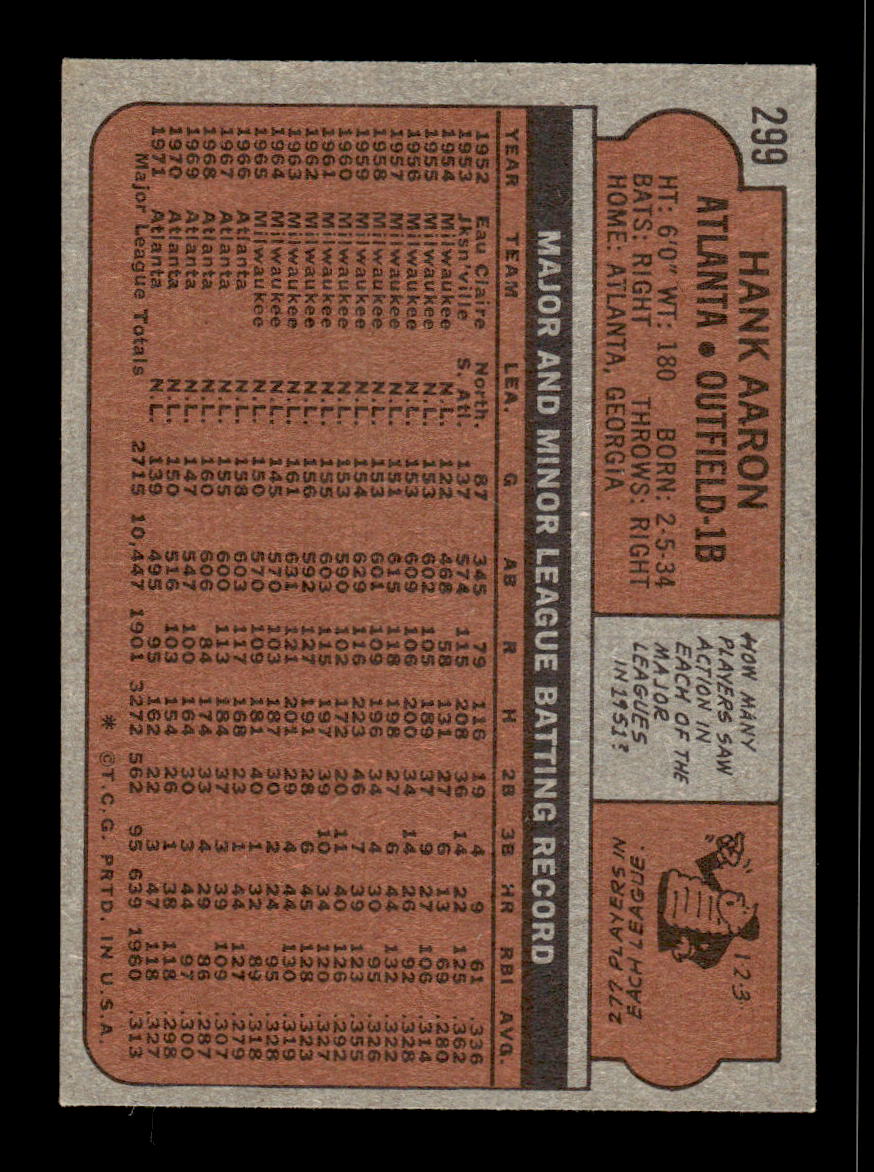 299
HANK AARON
ATLANTA • OUTFIELD-1B
HT: 6'0" WT: 180 BORN: 2-5-34
BATS: RIGHT THROWS: RIGHT
HOME: ATLANTA, GEORGIA
HOW MANY
PLAYERS SAW
ACTION IN
EACH OF THE
MAJOR
LEAGUES
IN 1951?
1-2-3
277 PLAYERS IN
EACH LEAGUE.
MAJOR AND MINOR LEAGUE BATTING RECORD
YEAR TEAM LEA. G AB R H 2B 3B HR RBI AVG.
1952 Eau Claire North. 87 345 79 116 19 4 9 61 .336
1953 Jksn'ville S. Atl. 137 574 115 208 36 14 22 125 .362
1954 Milwaukee N.L. 122 468 58 131 27 6 13 69 .280
1955 Milwaukee N.L. 153 602 105 189 37 9 27 106 .314
1956 Milwaukee N.L. 153 609 106 200 34 14 26 92 .328
1957 Milwaukee N.L. 151 615 118 198 27 6 44 132 .322
1958 Milwaukee N.L. 153 601 109 196 34 4 30 95 .326
1959 Milwaukee N.L. 154 629 116 223 46 7 39 123 .355
1960 Milwaukee N.L. 153 590 102 172 20 11 40 126 .292
1961 Milwaukee N.L. 155 603 115 197 39 10 34 120 .327
1962 Milwaukee N.L. 156 592 127 191 28 6 45 128 .323
1963 Milwaukee N.L. 161 631 121 201 29 4 44 130 .319
1964 Milwaukee N.L. 145 570 103 187 30 2 24 95 .328
1965 Milwaukee N.L. 150 570 109 181 40 1 32 89 .318
1966 Atlanta N.L. 158 603 117 168 23 1 44 127 .279
1967 Atlanta N.L. 155 600 113 184 37 3 39 109 .307
1968 Atlanta N.L. 160 606 84 174 33 4 29 86 .287
1969 Atlanta N.L. 147 547 100 164 30 3 44 97 .300
1970 Atlanta N.L. 150 516 103 154 26 1 38 118 .298
1971 Atlanta N.L. 139 495 95 162 22 3 47 118 .327
Major League Totals 2715 10,447 1901 3272 562 95 639 1960 .313
* ©T.C.G. PRTD. IN U.S.A.